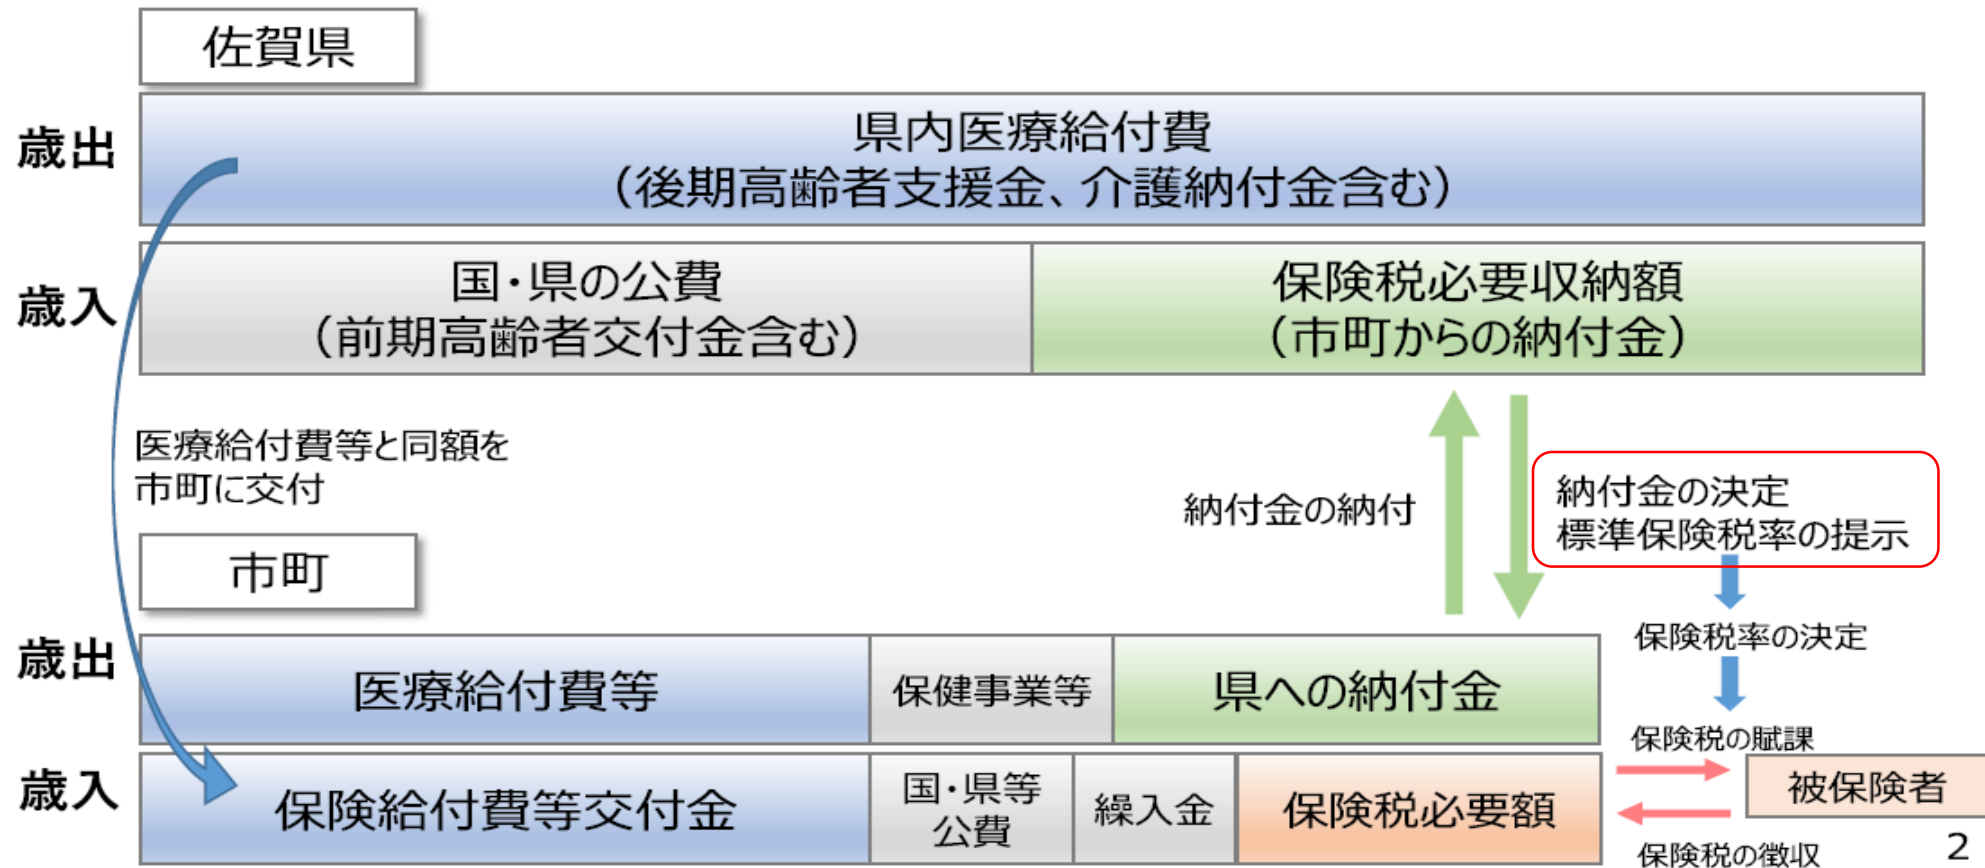 佐賀県
歳出
県内医療給付費
（後期高齢者支援金、介護納付金含む）
歳入
国・県の公費
（前期高齢者交付金含む）
保険税必要収納額
（市町からの納付金）
医療給付費等と同額を
市町に交付
納付金の納付
納付金の決定
標準保険税率の提示
市町
保険税率の決定
歳出
医療給付費等
保健事業等
県への納付金
保険税の賦課
歳入
保険給付費等交付金
国・県等
公費
繰入金
保険税必要額
被保険者
保険税の徴収
2